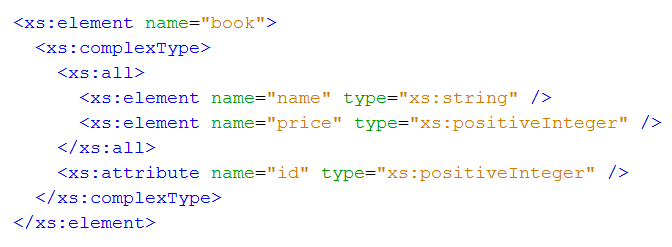 <xs:element name="book">
  <xs:complexType>
    <xs:all>
      <xs:element name="name" type="xs:string" />
      <xs:element name="price" type="xs:positiveInteger" />
    </xs:all>
    <xs:attribute name="id" type="xs:positiveInteger" />
  </xs:complexType>
</xs:element>